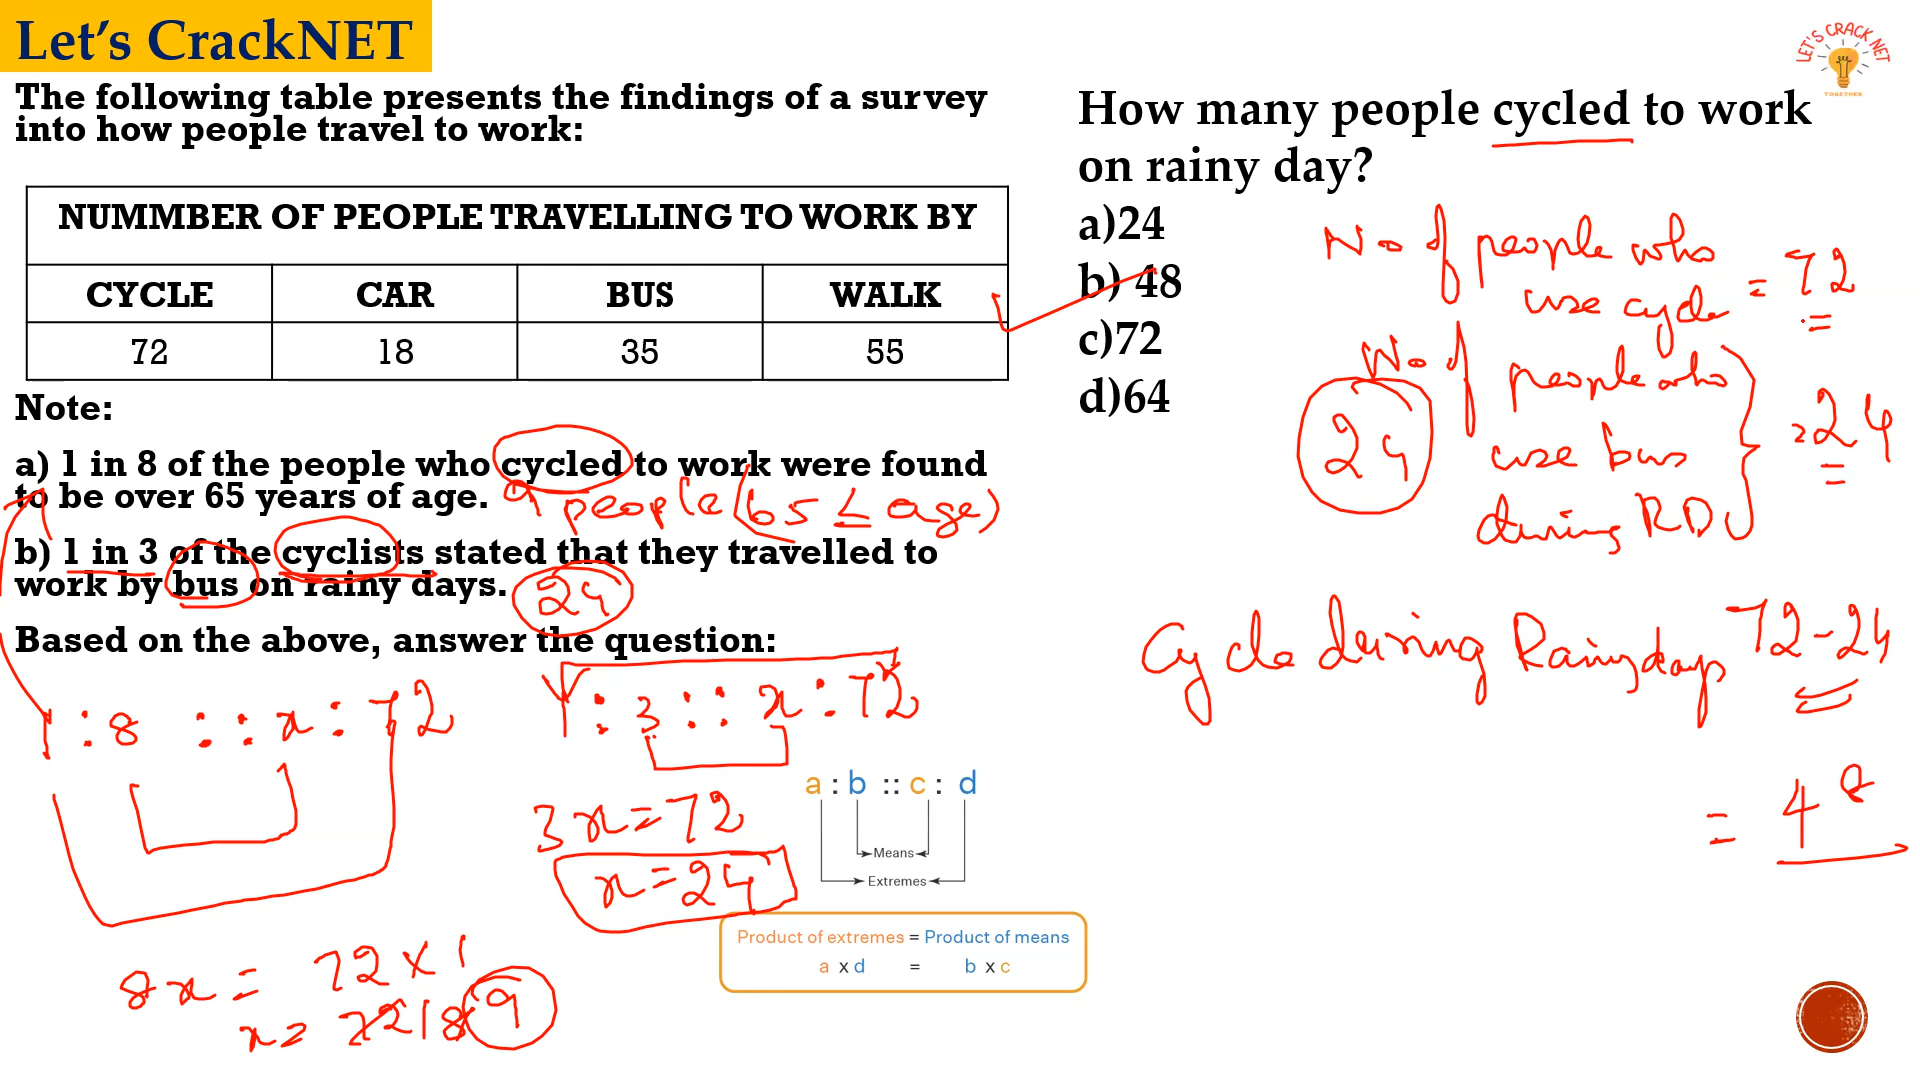 Let's CrackNET
LET'S CRACK NET
TOGETHER
The following table presents the findings of a survey
into how people travel to work:
NUMMBER OF PEOPLE TRAVELLING TO WORK BY
CYCLE CAR BUS WALK
72 18 35 55
Note:
a) 1 in 8 of the people who cycled to work were found
to be over 65 years of age.
9 people (65 ≤ age)
b) 1 in 3 of the cyclists stated that they travelled to
work by bus on rainy days.
24
Based on the above, answer the question:
1 : 8 :: x : 72
8x = 72 x 1
x = 72/8 9
1 : 3 :: x : 72
3x = 72
x = 24
a : b :: c : d
Means
Extremes
Product of extremes = Product of means
a x d = b x c
How many people cycled to work
on rainy day?
a)24
b) 48
c)72
d)64
No of people who
use cycle = 72
No. of people who
use bus = 24
during RD
24
Cycle during Rainy days 72-24
= 48